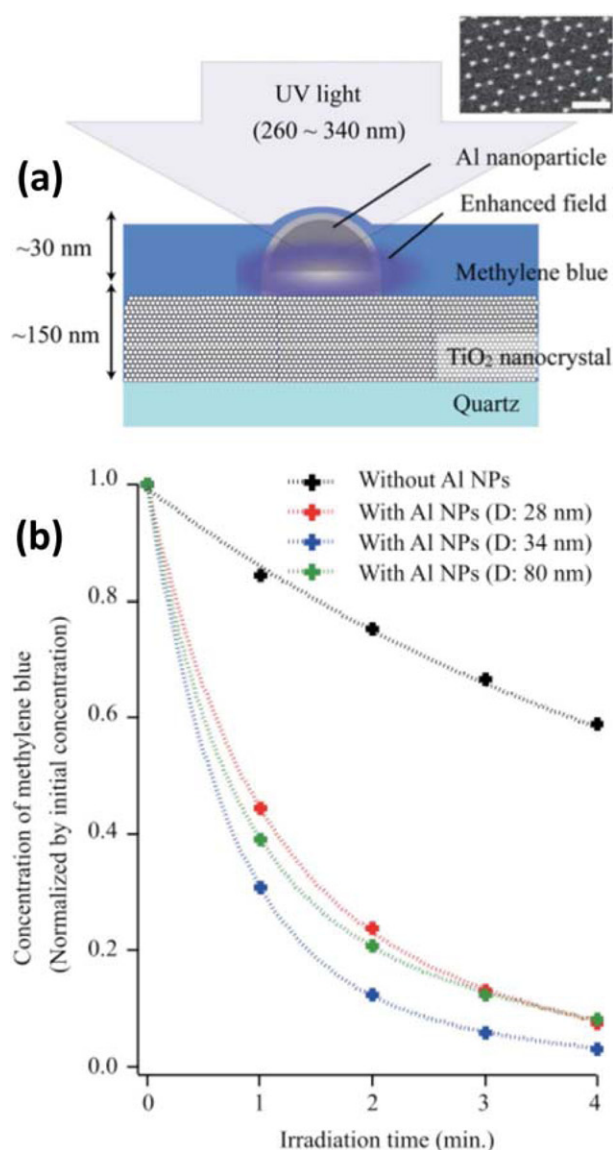 UV light
(260 ~ 340 nm)
(a)
Al nanoparticle
Enhanced field
~30 nm
Methylene blue
~150 nm
TiO₂ nanocrystal
Quartz
(b)
1.0
0.8
0.6
0.4
0.2
0.0
Concentration of methylene blue
(Normalized by initial concentration)
Without Al NPs
With Al NPs (D: 28 nm)
With Al NPs (D: 34 nm)
With Al NPs (D: 80 nm)
0 1 2 3 4
Irradiation time (min.)